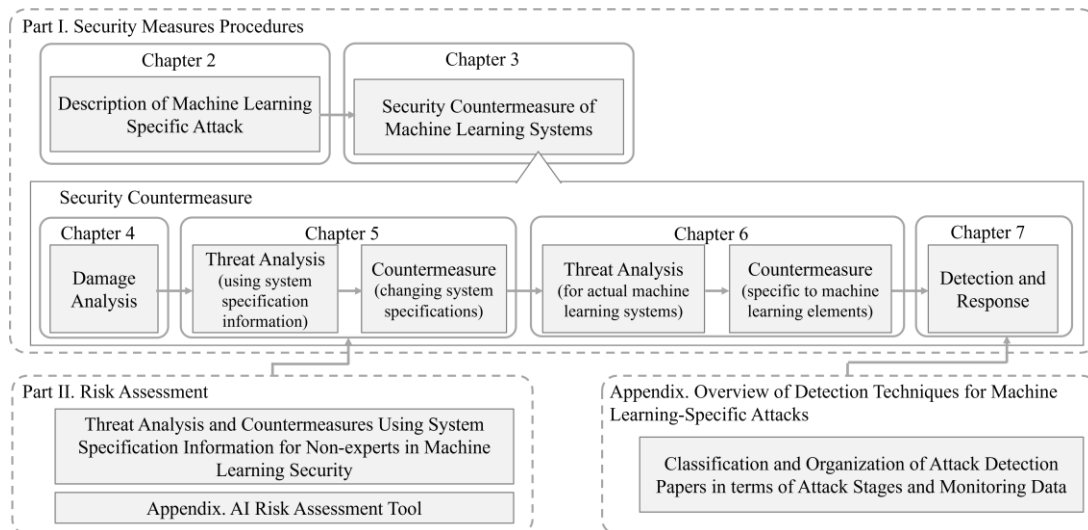 Part I. Security Measures Procedures
Chapter 2
Description of Machine Learning
Specific Attack
Chapter 3
Security Countermeasure of
Machine Learning Systems
Security Countermeasure
Chapter 4
Damage
Analysis
Chapter 5
Threat Analysis
(using system
specification
information)
Countermeasure
(changing system
specifications)
Chapter 6
Threat Analysis
(for actual machine
learning systems)
Countermeasure
(specific to machine
learning elements)
Chapter 7
Detection and
Response
Part II. Risk Assessment
Threat Analysis and Countermeasures Using System
Specification Information for Non-experts in Machine
Learning Security
Appendix. AI Risk Assessment Tool
Appendix. Overview of Detection Techniques for Machine
Learning-Specific Attacks
Classification and Organization of Attack Detection
Papers in terms of Attack Stages and Monitoring Data